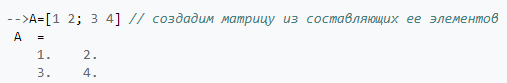 -->A=[1 2; 3 4] // создадим матрицу из составляющих ее элементов
A =
1. 2.
3. 4.